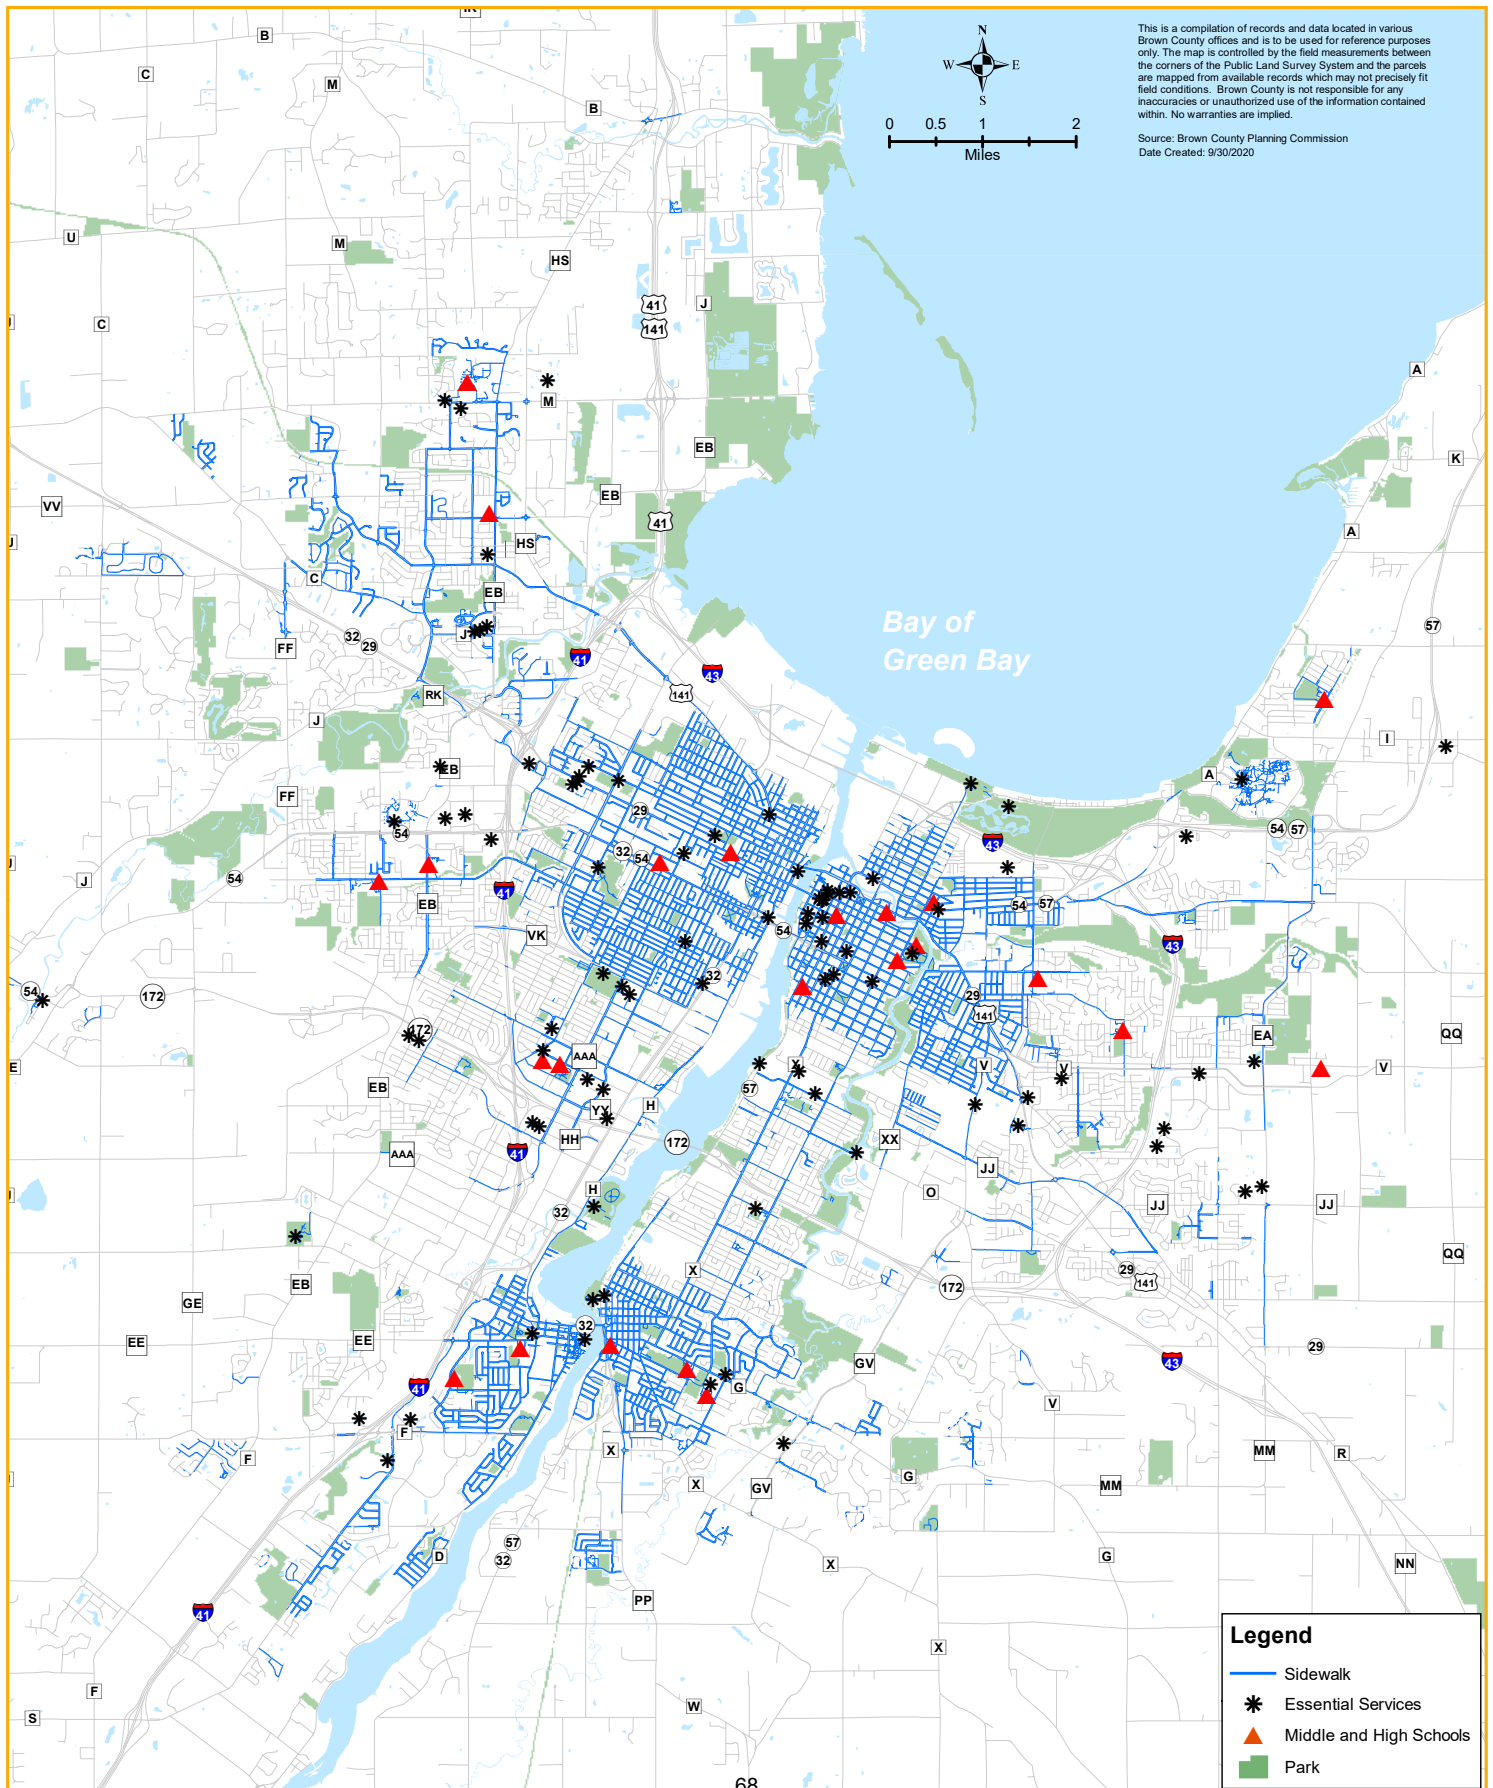 IR
B
C
M
B
N
W
E
S
0 0.5 1 2
Miles
This is a compilation of records and data located in various
Brown County offices and is to be used for reference purposes
only. The map is controlled by the field measurements between
the corners of the Public Land Survey System and the parcels
are mapped from available records which may not precisely fit
field conditions. Brown County is not responsible for any
inaccuracies or unauthorized use of the information contained
within. No warranties are implied.
Source: Brown County Planning Commission
Date Created: 9/30/2020
U
M
HS
C
41
141
J
A
M
EB
K
VV
EB
41
HS
A
C
EB
Bay of
Green Bay
57
32
29
J
FF
41
43
RK
141
J
I
EB
A
FF
29
54
43
54
57
32
54
J
54
41
EB
54
57
VK
54
43
32
54
172
29
141
172
EA
QQ
AAA
X
V
V
V
E
EB
57
YY
H
HH
172
XX
41
AAA
JJ
H
O
32
JJ
JJ
EB
X
172
29
141
QQ
GE
EE
EE
32
29
GV
43
41
G
F
V
F
X
MM
R
X
GV
G
MM
D
57
32
X
G
NN
PP
41
X
F
S
W
Legend
Sidewalk
Essential Services
Middle and High Schools
Park
68